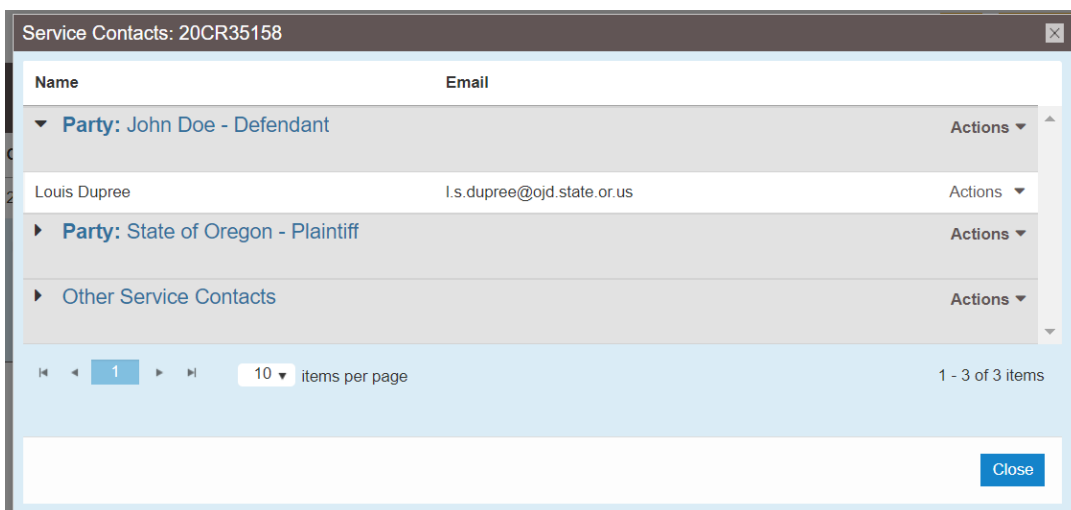 Service Contacts: 20CR35158
Name Email
Party: John Doe - Defendant Actions
Louis Dupree l.s.dupree@ojd.state.or.us Actions
Party: State of Oregon - Plaintiff Actions
Other Service Contacts Actions
1 10 items per page 1 - 3 of 3 items
Close